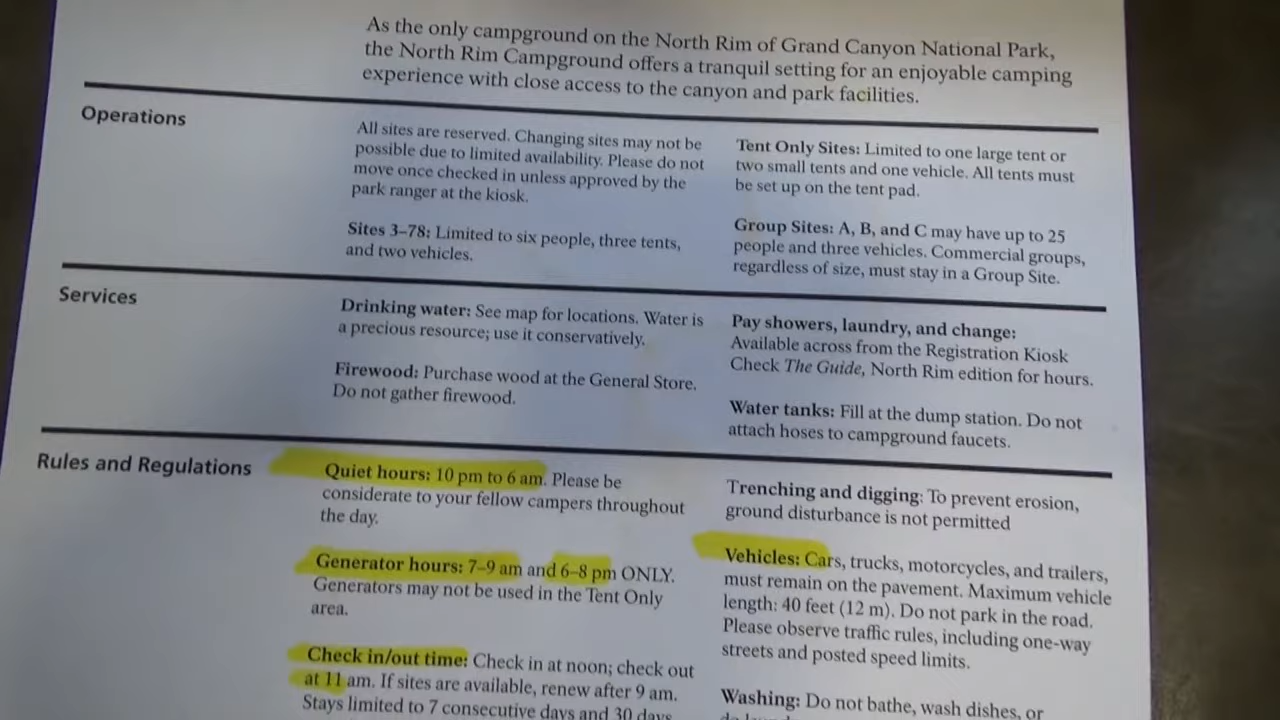 As the only campground on the North Rim of Grand Canyon National Park,
the North Rim Campground offers a tranquil setting for an enjoyable camping
experience with close access to the canyon and park facilities.
Operations
All sites are reserved. Changing sites may not be
possible due to limited availability. Please do not
move once checked in unless approved by the
park ranger at the kiosk.
Sites 3–78: Limited to six people, three tents,
and two vehicles.
Tent Only Sites: Limited to one large tent or
two small tents and one vehicle. All tents must
be set up on the tent pad.
Group Sites: A, B, and C may have up to 25
people and three vehicles. Commercial groups,
regardless of size, must stay in a Group Site.
Services
Drinking water: See map for locations. Water is
a precious resource; use it conservatively.
Firewood: Purchase wood at the General Store.
Do not gather firewood.
Pay showers, laundry, and change:
Available across from the Registration Kiosk
Check The Guide, North Rim edition for hours.
Water tanks: Fill at the dump station. Do not
attach hoses to campground faucets.
Rules and Regulations
Quiet hours: 10 pm to 6 am. Please be
considerate to your fellow campers throughout
the day.
Generator hours: 7–9 am and 6–8 pm ONLY.
Generators may not be used in the Tent Only
area.
Check in/out time: Check in at noon; check out
at 11 am. If sites are available, renew after 9 am.
Stays limited to 7 consecutive days and 30 days
Trenching and digging: To prevent erosion,
ground disturbance is not permitted
Vehicles: Cars, trucks, motorcycles, and trailers,
must remain on the pavement. Maximum vehicle
length: 40 feet (12 m). Do not park in the road.
Please observe traffic rules, including one-way
streets and posted speed limits.
Washing: Do not bathe, wash dishes, or